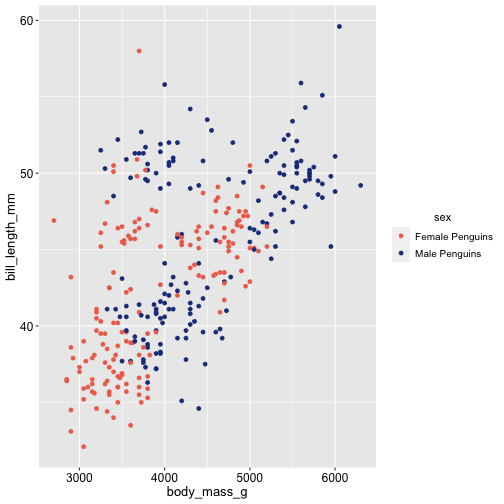 60
50
40
bill_length_mm
3000 4000 5000 6000
body_mass_g
sex
Female Penguins
Male Penguins